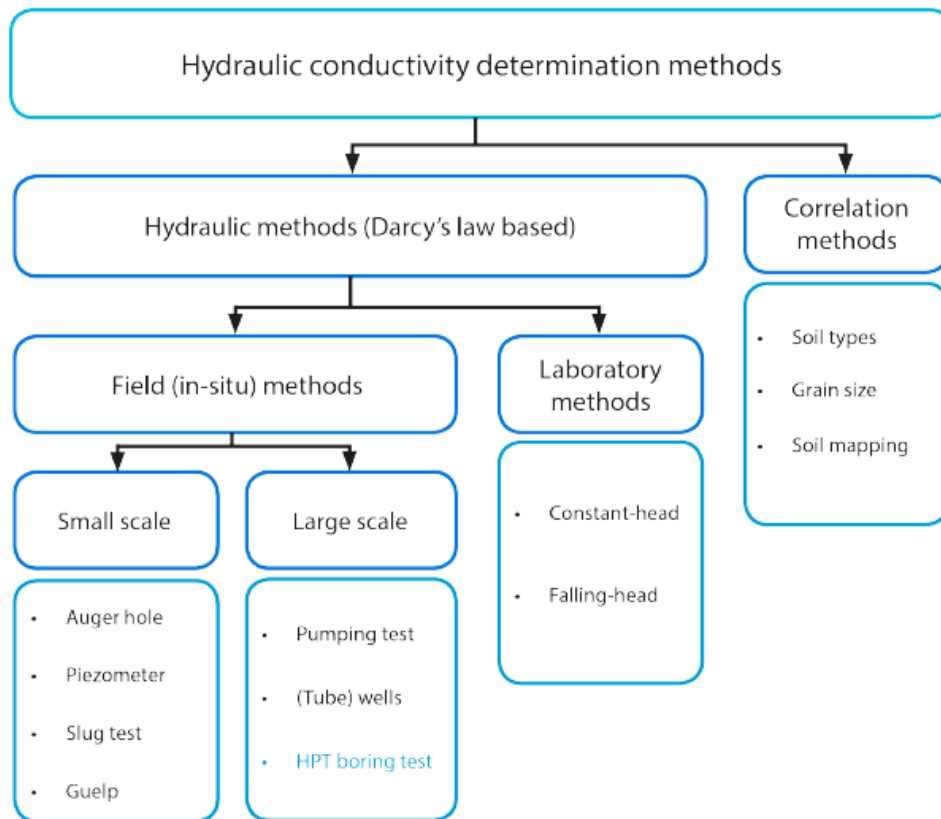 Hydraulic conductivity determination methods
Hydraulic methods (Darcy's law based)
Correlation
methods
• Soil types
• Grain size
• Soil mapping
Field (in-situ) methods
Laboratory
methods
• Constant-head
• Falling-head
Small scale
Large scale
• Auger hole
• Piezometer
• Slug test
• Guelp
• Pumping test
• (Tube) wells
• HPT boring test